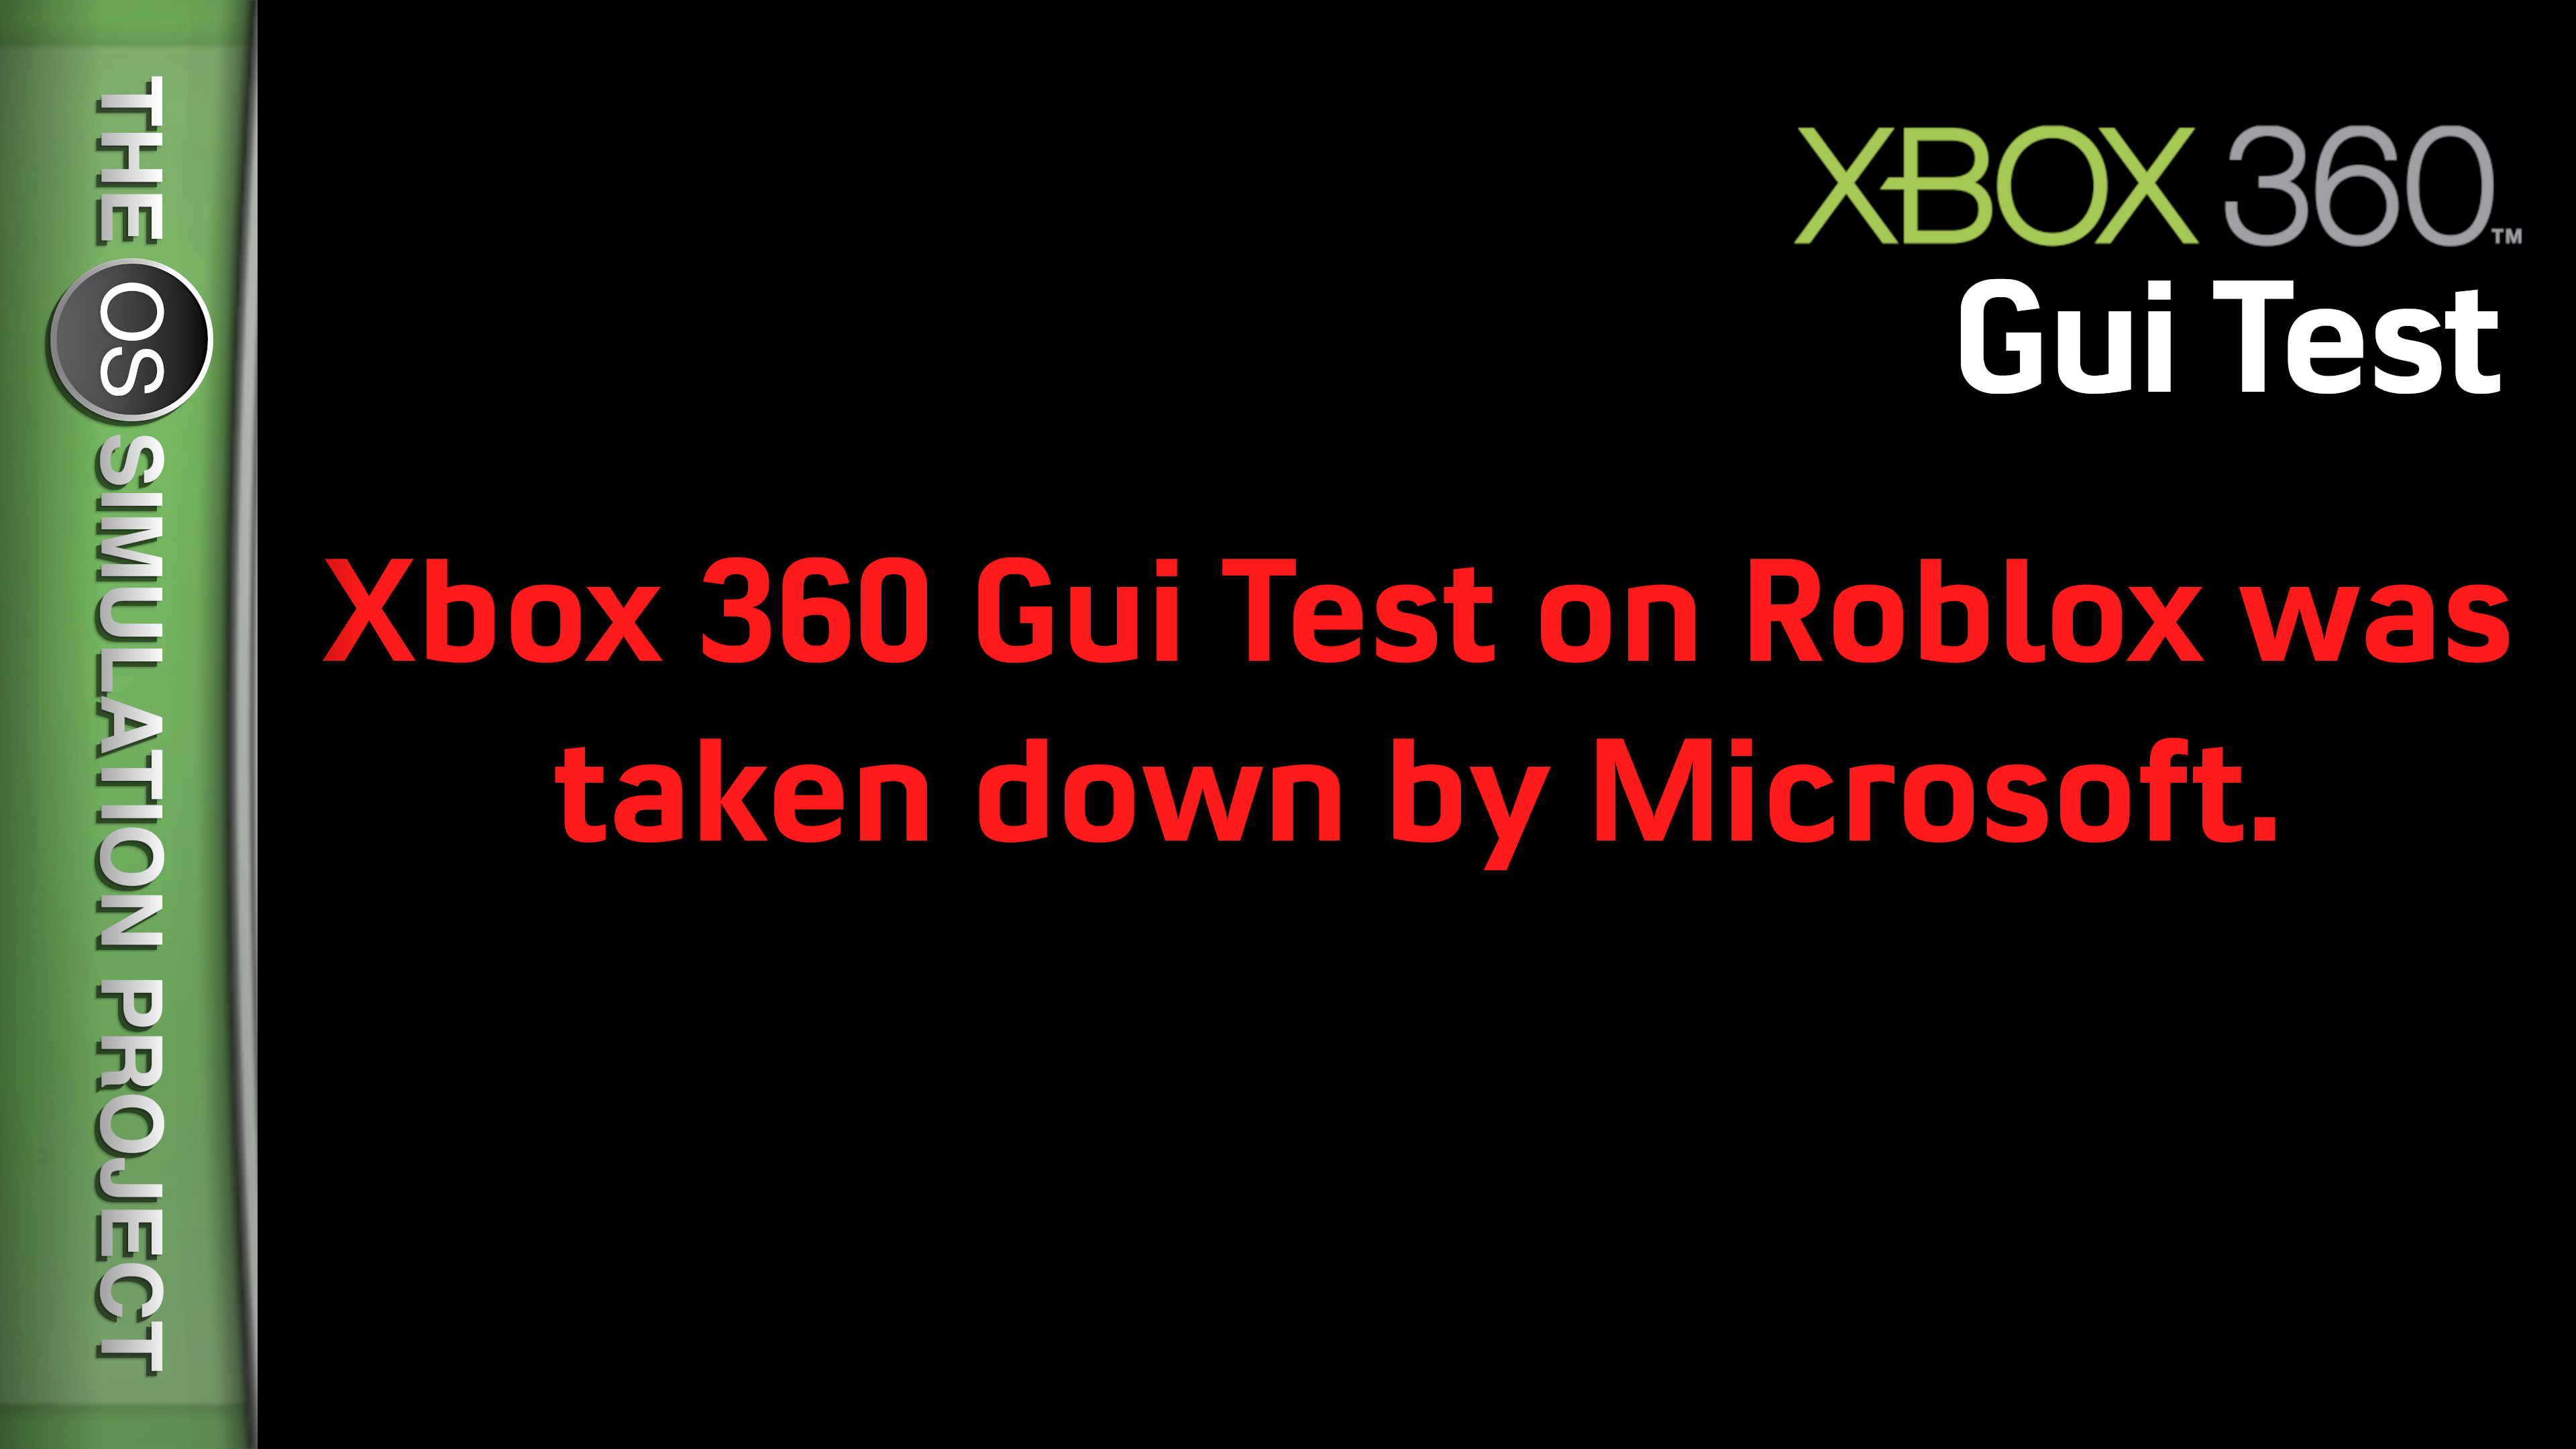 THE OS SIMULATION PROJECT
XBOX 360™
Gui Test
Xbox 360 Gui Test on Roblox was
taken down by Microsoft.